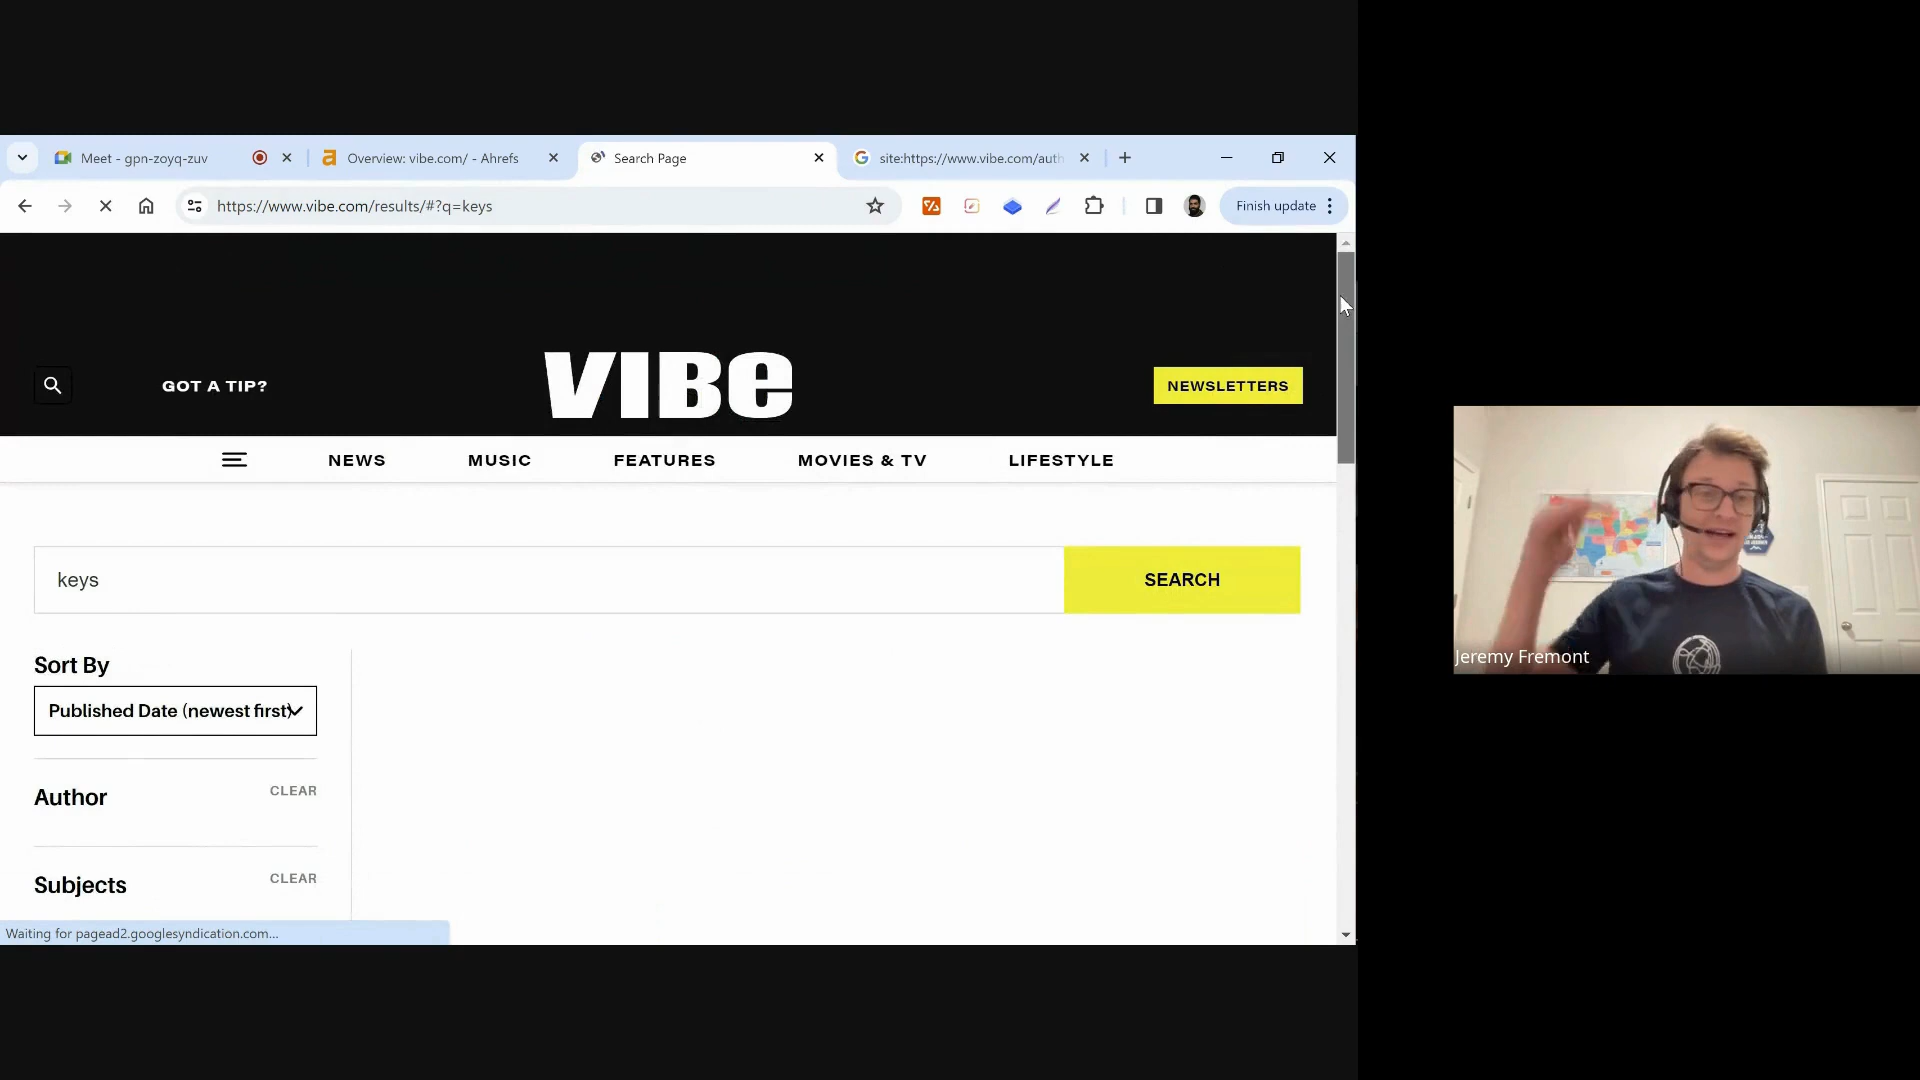 Meet - gpn-zoyq-zuv
Overview: vibe.com/ - Ahrefs
Search Page
site:https://www.vibe.com/auth
https://www.vibe.com/results/#?q=keys
Finish update
GOT A TIP?
VIBE
NEWSLETTERS
NEWS
MUSIC
FEATURES
MOVIES & TV
LIFESTYLE
keys
SEARCH
Sort By
Published Date (newest first)
Author
CLEAR
Subjects
CLEAR
Waiting for pagead2.googlesyndication.com...
Jeremy Fremont